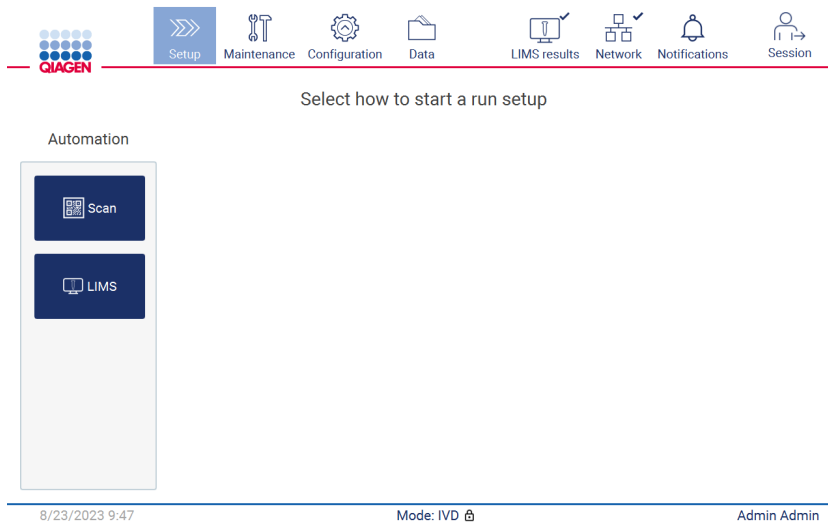 QIAGEN
Setup Maintenance Configuration Data LIMS results Network Notifications Session
Select how to start a run setup
Automation
Scan
LIMS
8/23/2023 9:47 Mode: IVD Admin Admin